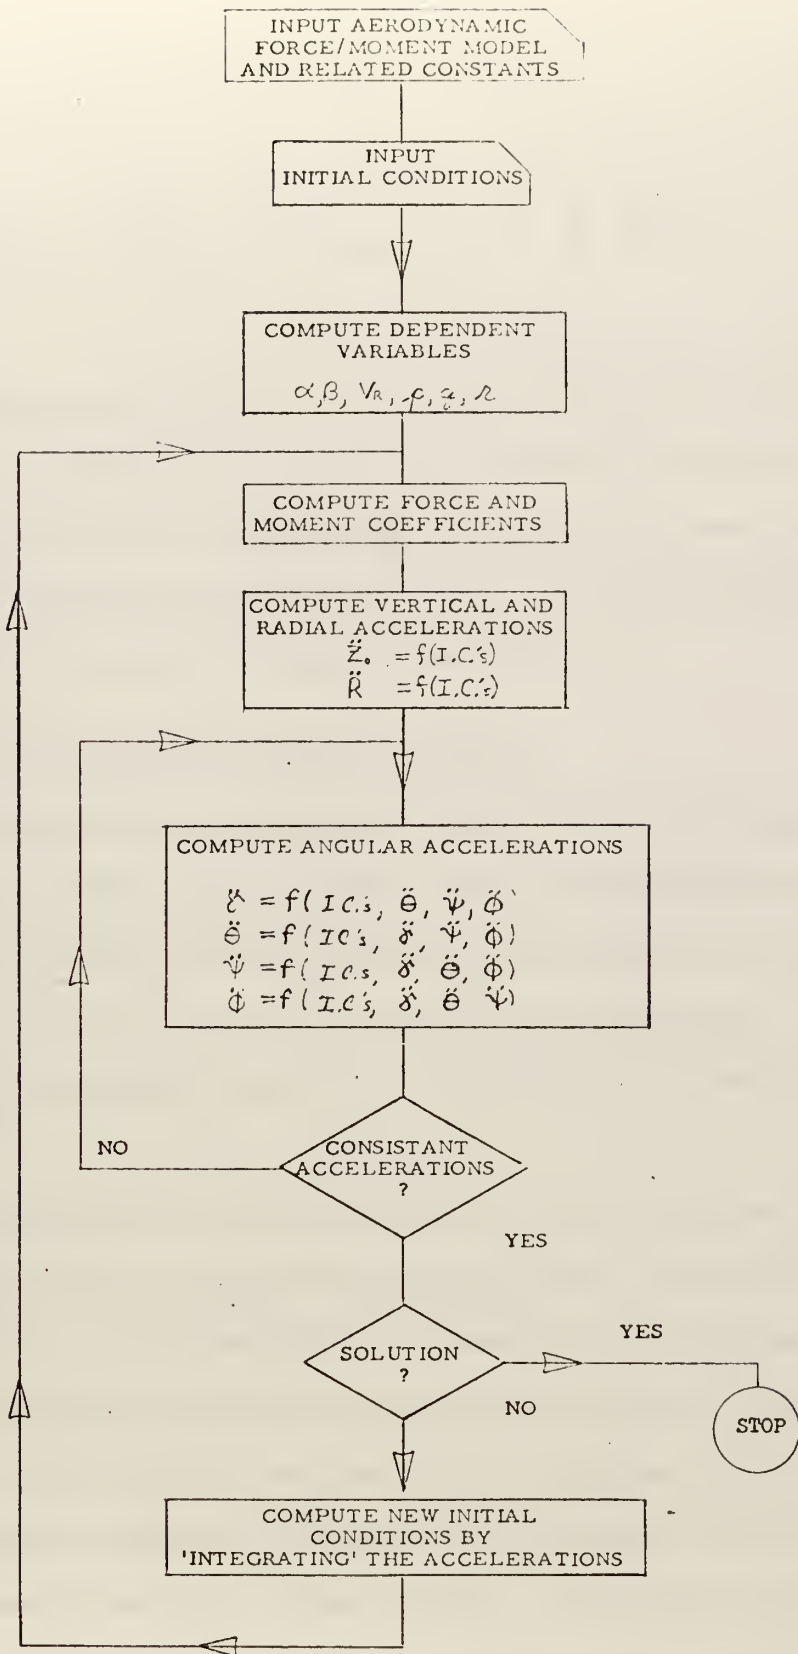 INPUT AERODYNAMIC
FORCE/MOMENT MODEL
AND RELATED CONSTANTS
INPUT
INITIAL CONDITIONS
COMPUTE DEPENDENT
VARIABLES
α, β, V_R, p, q, r
COMPUTE FORCE AND
MOMENT COEFFICIENTS
COMPUTE VERTICAL AND
RADIAL ACCELERATIONS
Z̈₀ = f(I.C.'s)
R̈ = f(I.C.'s)
COMPUTE ANGULAR ACCELERATIONS
γ̈ = f( I.C.'s, θ̈, ψ̈, ϕ̈)
θ̈ = f( IC's, γ̈, ψ̈, ϕ̈)
ψ̈ = f( I.C.s, γ̈, θ̈, ϕ̈)
ϕ̈ = f( I.C.'s, γ̈, θ̈ ψ̈)
NO
CONSISTANT
ACCELERATIONS
?
YES
SOLUTION
?
YES
NO
STOP
COMPUTE NEW INITIAL
CONDITIONS BY
'INTEGRATING' THE ACCELERATIONS